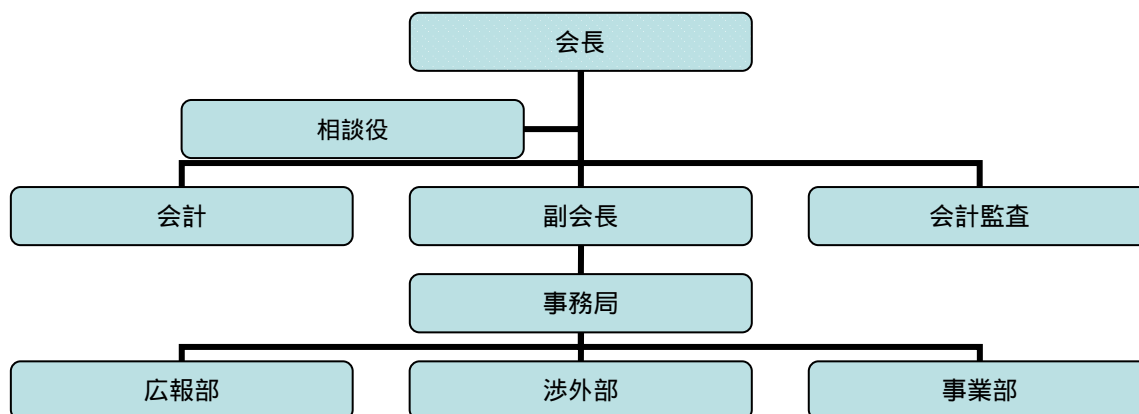 会長
相談役
会計
副会長
会計監査
事務局
広報部
渉外部
事業部